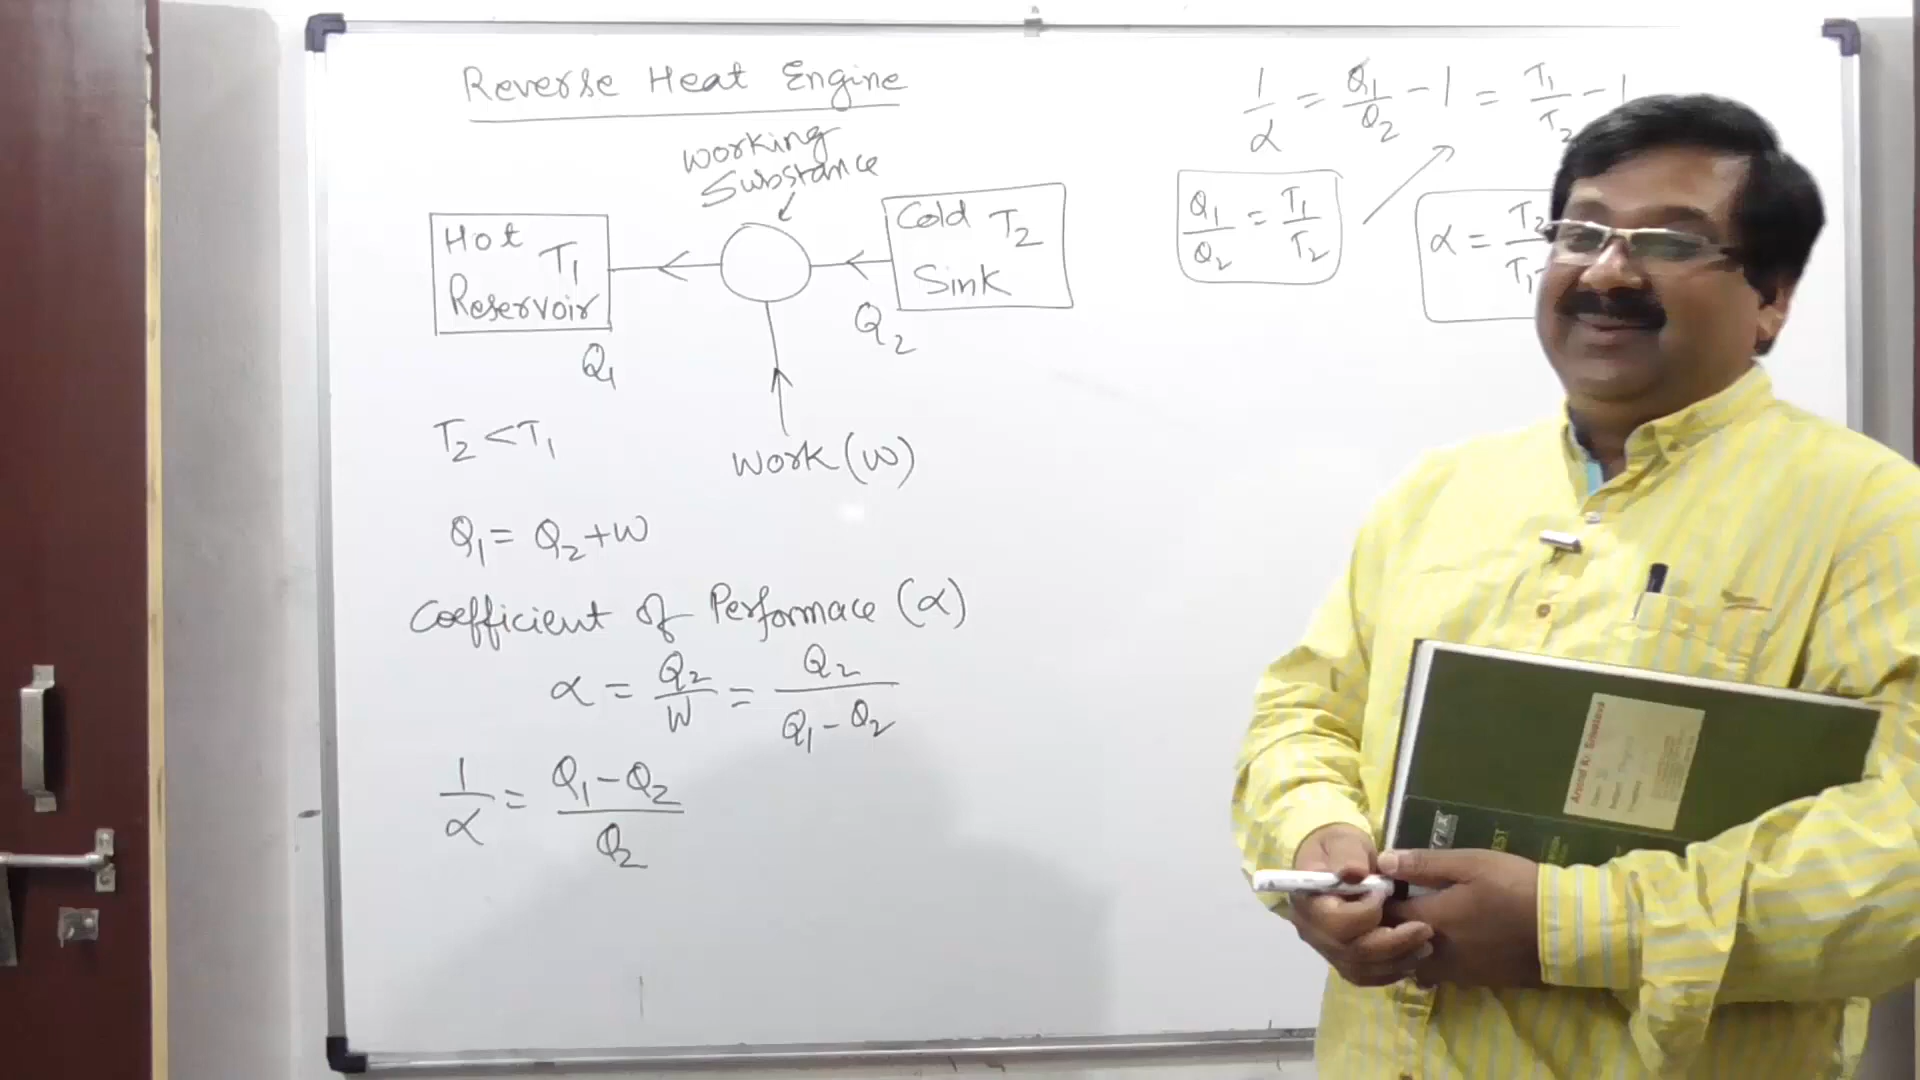 Reverse Heat Engine
Working
Substance
Hot T₁
Reservoir
Cold T₂
Sink
Q₁
Q₂
Work (W)
T₂ < T₁
Q₁ = Q₂ + W
Coefficient of Performace (α)
α = Q₂/W = Q₂/(Q₁ - Q₂)
1/α = (Q₁ - Q₂)/Q₂
1/α = Q₁/Q₂ - 1 = T₁/T₂ - 1
Q₁/Q₂ = T₁/T₂
α = T₂/T₁-